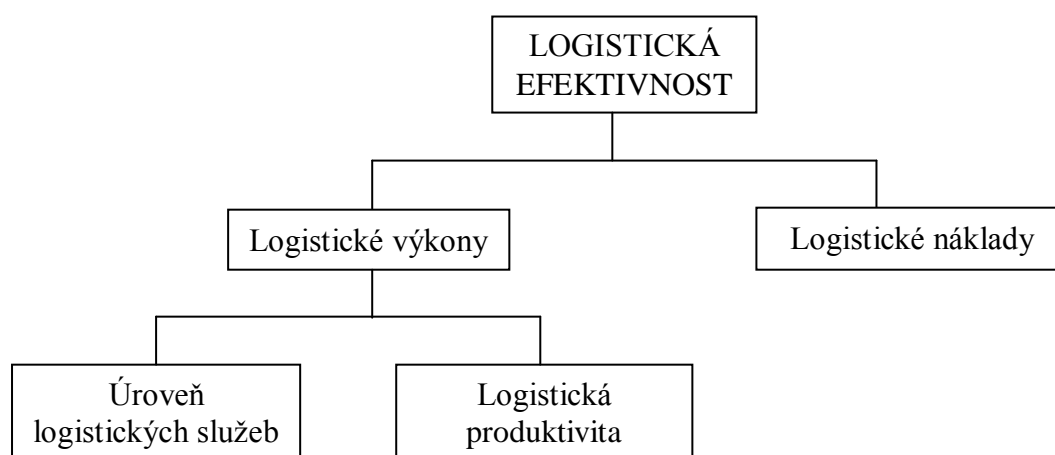 LOGISTICKÁ
EFEKTIVNOST
Logistické výkony
Logistické náklady
Úroveň
logistických služeb
Logistická
produktivita